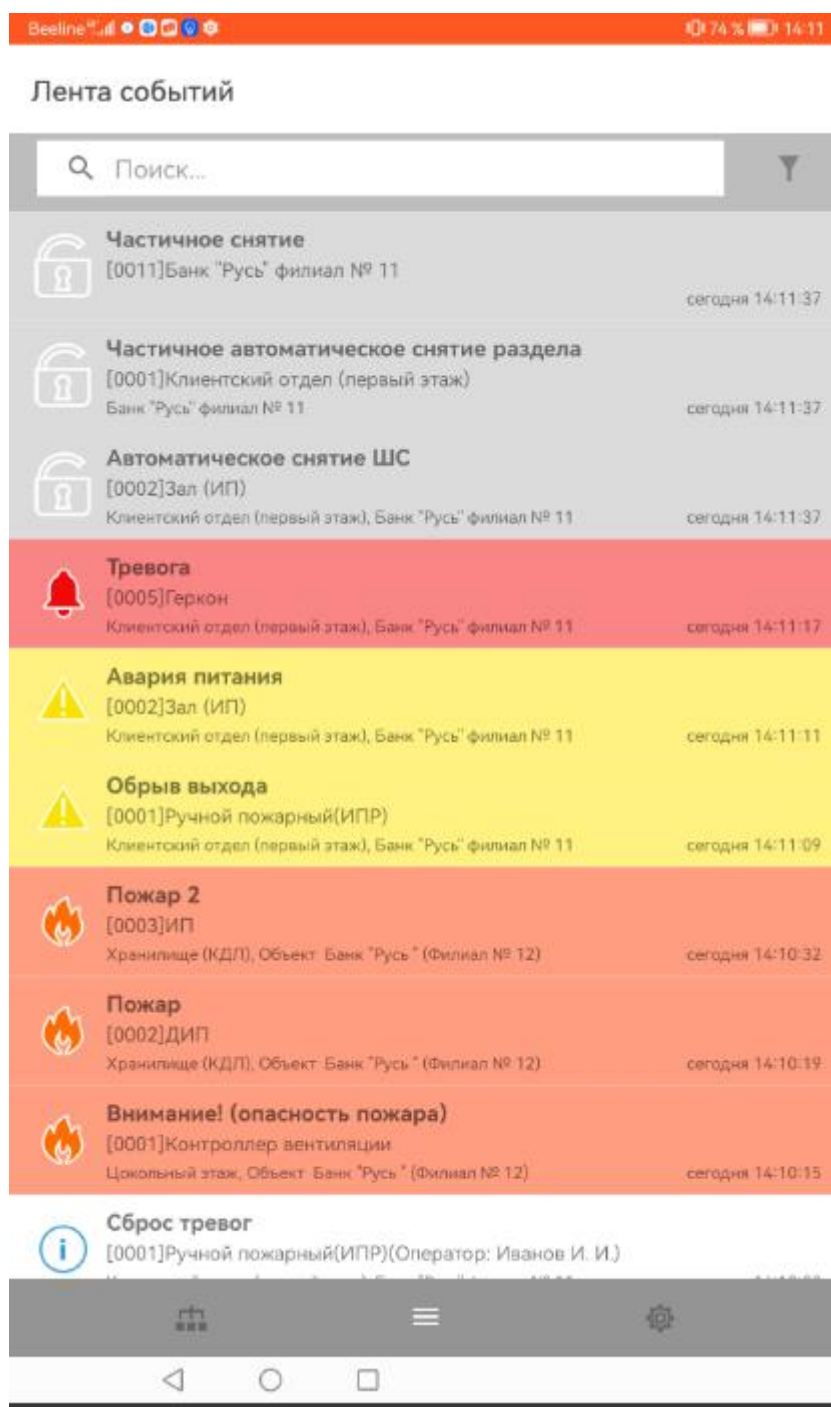 Beeline 74 % 14:11
Лента событий
Поиск...
Частичное снятие
[0011]Банк "Русь" филиал № 11
сегодня 14:11:37
Частичное автоматическое снятие раздела
[0001]Клиентский отдел (первый этаж)
Банк "Русь" филиал № 11 сегодня 14:11:37
Автоматическое снятие ШС
[0002]Зал (ИП)
Клиентский отдел (первый этаж), Банк "Русь" филиал № 11 сегодня 14:11:37
Тревога
[0005]Геркон
Клиентский отдел (первый этаж), Банк "Русь" филиал № 11 сегодня 14:11:17
Авария питания
[0002]Зал (ИП)
Клиентский отдел (первый этаж), Банк "Русь" филиал № 11 сегодня 14:11:11
Обрыв выхода
[0001]Ручной пожарный(ИПР)
Клиентский отдел (первый этаж), Банк "Русь" филиал № 11 сегодня 14:11:09
Пожар 2
[0003]ИП
Хранилище (КДЛ), Объект Банк "Русь " (Филиал № 12) сегодня 14:10:32
Пожар
[0002]ДИП
Хранилище (КДЛ), Объект Банк "Русь " (Филиал № 12) сегодня 14:10:19
Внимание! (опасность пожара)
[0001]Контроллер вентиляции
Цокольный этаж, Объект Банк "Русь " (Филиал № 12) сегодня 14:10:15
Сброс тревог
[0001]Ручной пожарный(ИПР)(Оператор: Иванов И. И.)